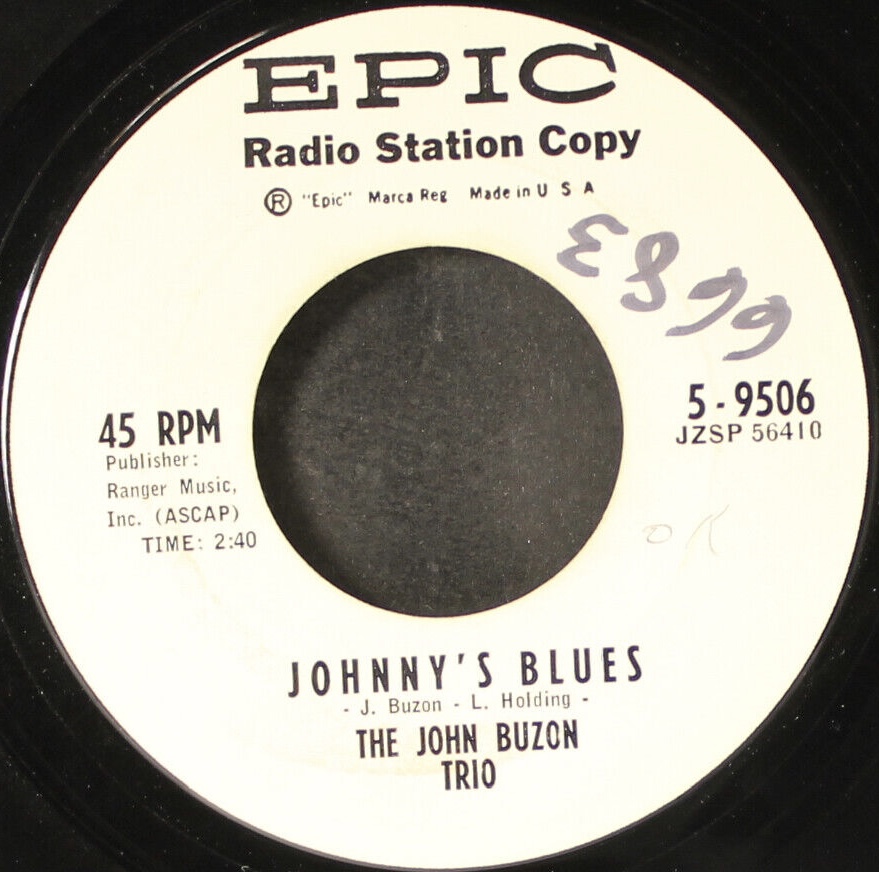 EPIC
Radio Station Copy
® "Epic" Marca Reg Made in U S A
45 RPM
Publisher:
Ranger Music,
Inc. (ASCAP)
TIME: 2:40
5-9506
JZSP 56410
OK
JOHNNY'S BLUES
- J. Buzon - L. Holding -
THE JOHN BUZON
TRIO